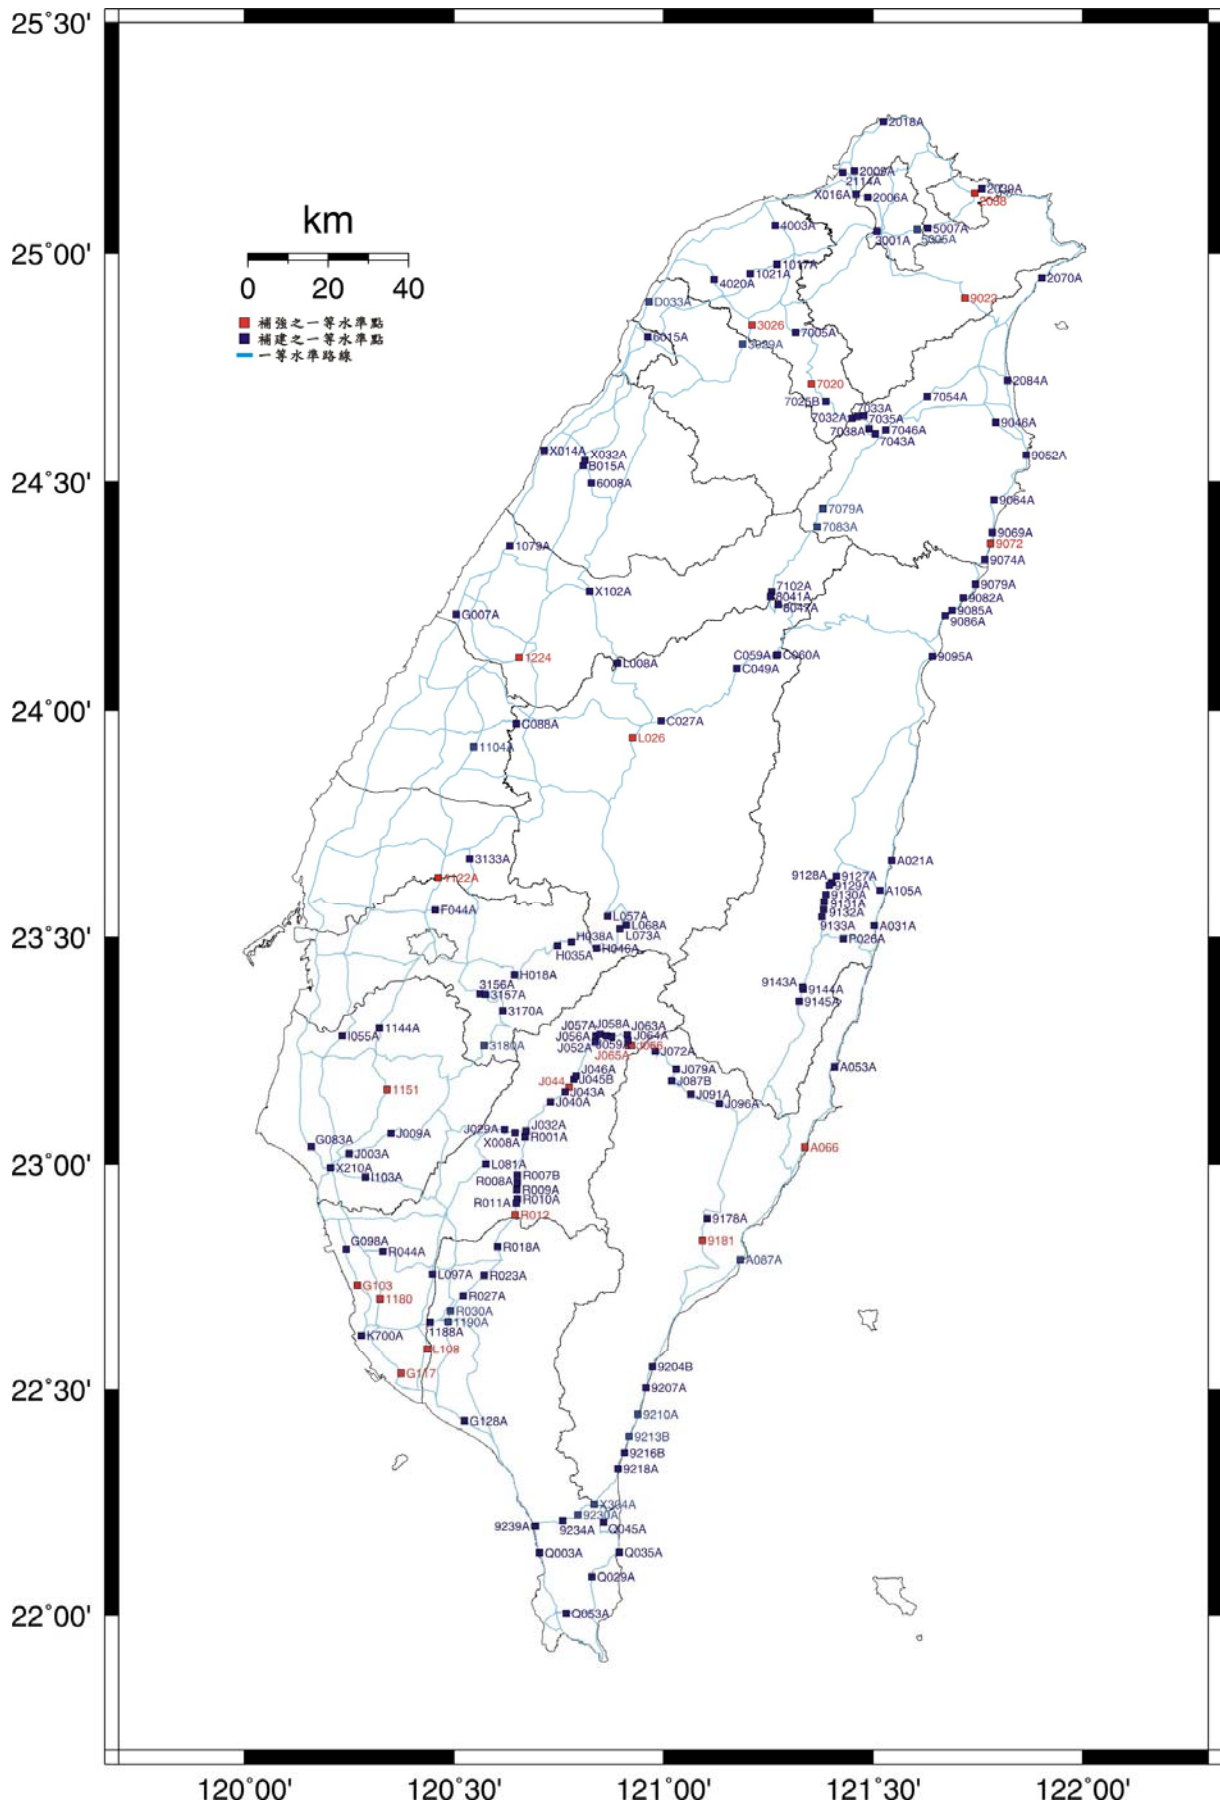 25°30'
2018A
2009A
2114A
X016A
2006A
2039A
2038
km
4003A
5007A
3001A
5005A
25°00'
1017A
1021A
2070A
4020A
0
20
40
D033A
9022
補強之一等水準點
3026
補建之一等水準點
6015A
7005A
3029A
一等水準路線
7020
2084A
7054A
7025B
7033A
7032A
7035A
9046A
7038A
7046A
7043A
X014A
X032A
9052A
B015A
24°30'
6008A
9064A
7079A
7083A
9069A
1079A
9072
9074A
X102A
7102A
9079A
8041A
9082A
8047A
G007A
9085A
9086A
1224
L008A
C059A
C060A
9095A
C049A
24°00'
C088A
C027A
L026
1104A
3133A
A021A
1122A
9128A
9127A
9129A
A105A
9130A
9131A
F044A
9132A
L057A
9133A
L068A
A031A
23°30'
H038A
L073A
R026A
H035A
H046A
H018A
9143A
3156A
9144A
3157A
9145A
3170A
J057A
J058A
J063A
I055A
1144A
J056A
J064A
3180A
J052A
J059A
J066
J065A
J072A
A053A
J046A
J079A
J044
J045B
J087B
1151
J043A
J091A
J040A
J096A
J009A
J029A
J032A
G083A
X008A
R001A
A066
J003A
23°00'
X210A
L081A
I103A
R007B
R008A
R009A
R010A
R011A
R012
9178A
G098A
R018A
9181
R044A
A087A
L097A
R023A
G103
R027A
1180
R030A
1190A
K700A
1188A
L108
9204B
G117
22°30'
9207A
G128A
9210A
9213B
9216B
9218A
X304A
9230A
9239A
9234A
Q045A
Q003A
Q035A
Q029A
22°00'
Q053A
120°00'
120°30'
121°00'
121°30'
122°00'